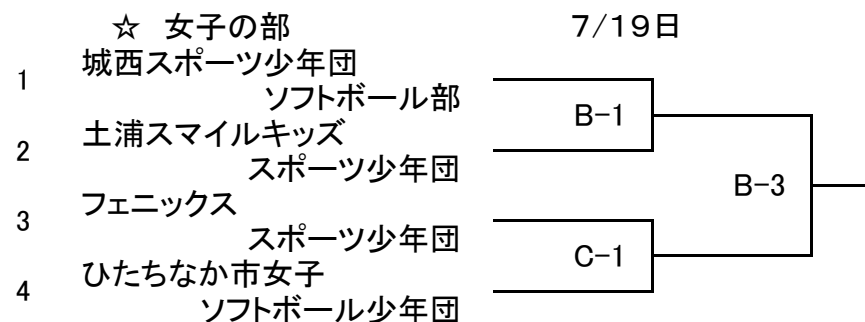 ☆ 女子の部 7/19日
1 城西スポーツ少年団
ソフトボール部
B-1
2 土浦スマイルキッズ
スポーツ少年団
B-3
3 フェニックス
スポーツ少年団
C-1
4 ひたちなか市女子
ソフトボール少年団